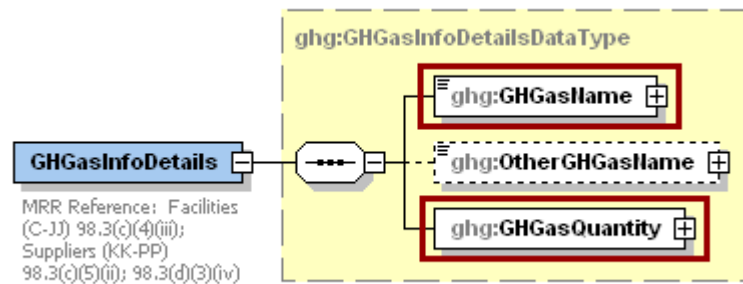 ghg:GHGasInfoDetailsDataType
ghg:GHGasName
GHGasInfoDetails
ghg:OtherGHGasName
MRR Reference: Facilities
(C-JJ) 98.3(c)(4)(iii);
Suppliers (KK-PP)
98.3(c)(5)(ii); 98.3(d)(3)(iv)
ghg:GHGasQuantity